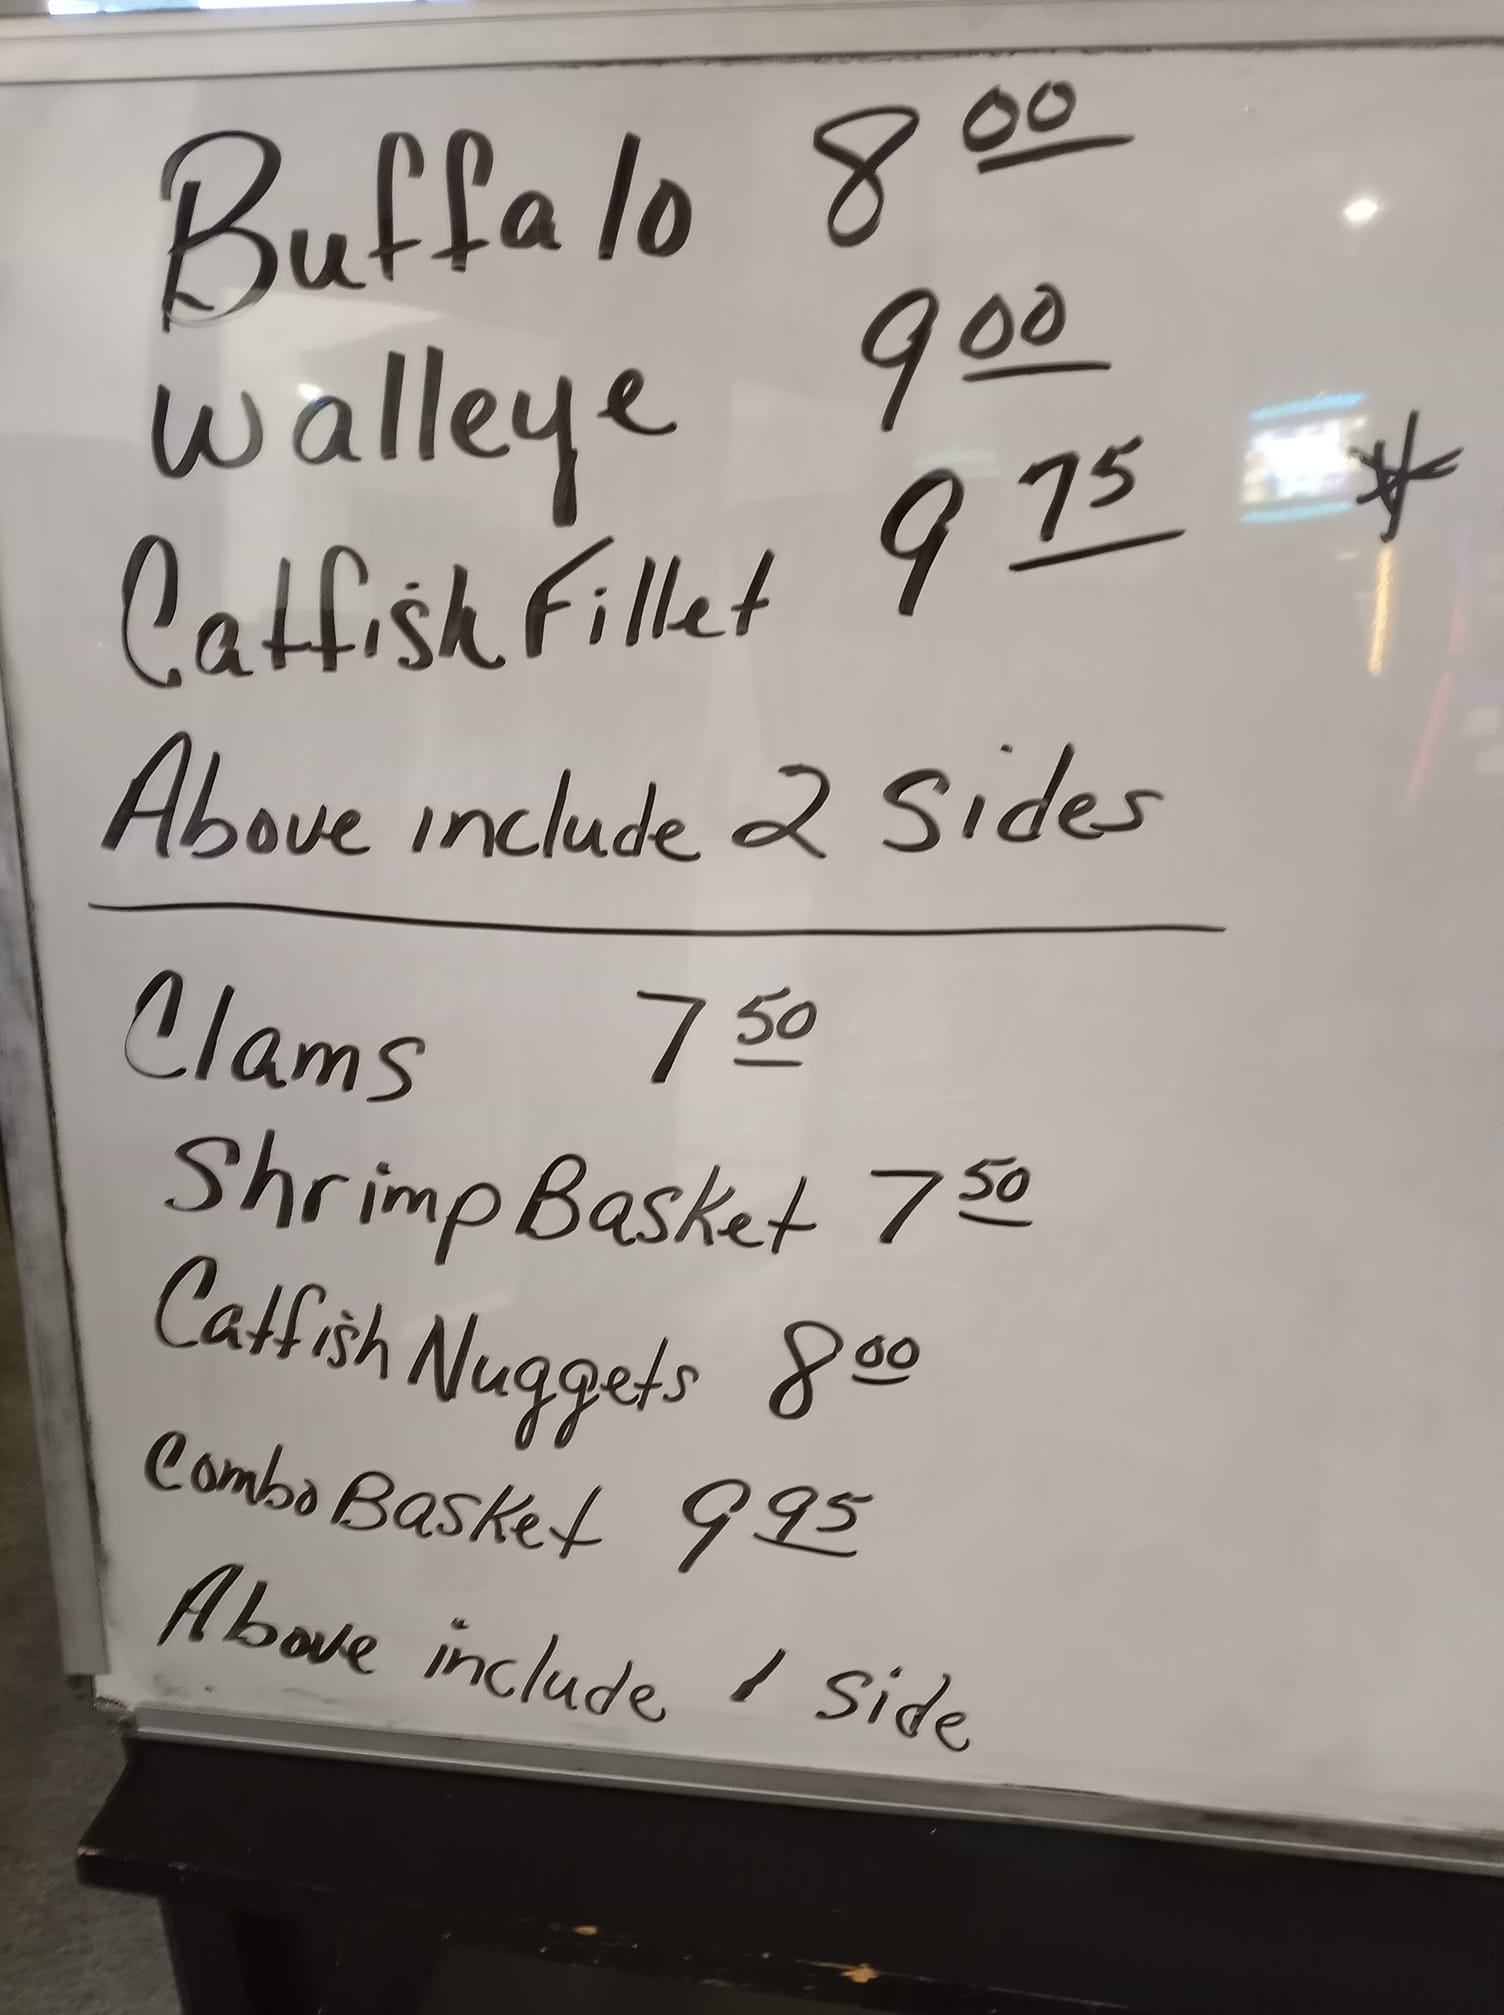 Buffalo 8 00
Walleye 9 00
Catfish Fillet 9 75 *
Above include 2 Sides
Clams 7 50
Shrimp Basket 7 50
Catfish Nuggets 8 00
Combo Basket 9 95
Above include 1 side